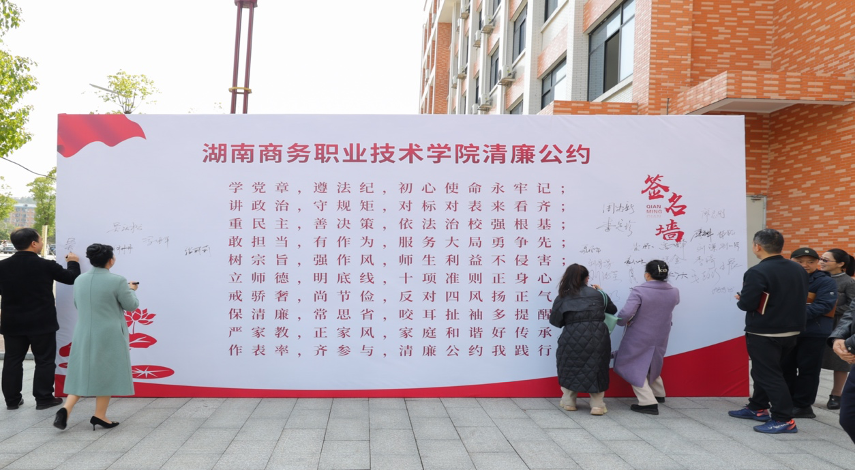 湖南商务职业技术学院清廉公约
学党章，遵法纪，初心使命永牢记；
讲政治，守规矩，对标对表来看齐；
重民主，善决策，依法治校强根基；
敢担当，有作为，服务大局勇争先；
树宗旨，强作风，师生利益不侵害；
立师德，明底线，十项准则正身心
戒骄奢，尚节俭，反对四风扬正气
保清廉，常思省，咬耳扯袖多提醒
严家教，正家风，家庭和谐好传承
作表率，齐参与，清廉公约我践行
签名墙
QIAN
MING